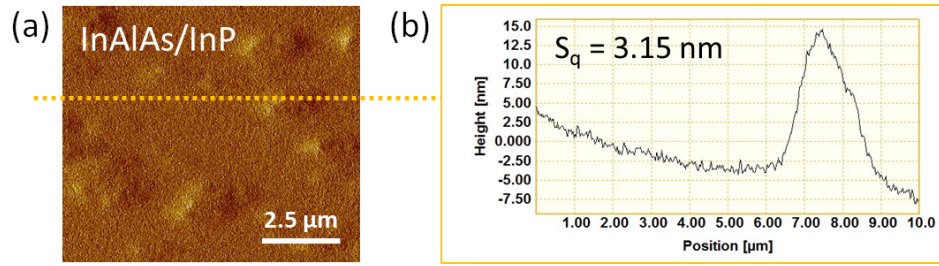 (a)
InAlAs/InP
2.5 μm
(b)
Sq = 3.15 nm
Height [nm]
15.0
12.5
10.0
7.50
5.00
2.50
0.000
-2.50
-5.00
-7.50
1.00 2.00 3.00 4.00 5.00 6.00 7.00 8.00 9.00 10.0
Position [μm]